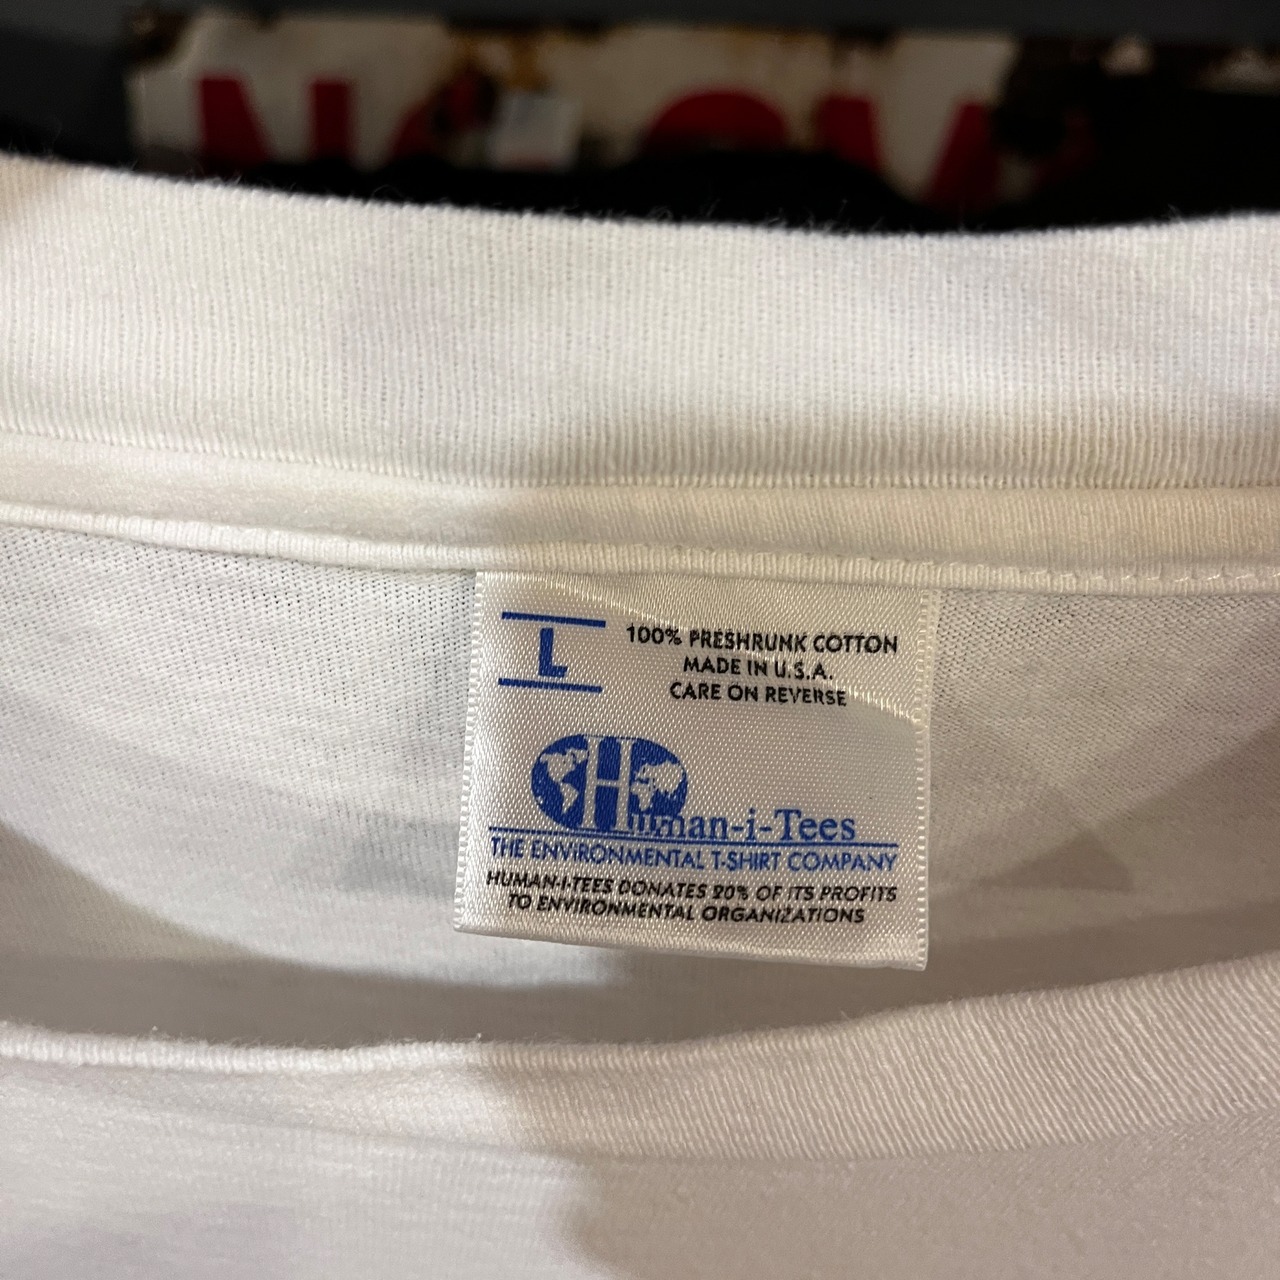 L
100% PRESHRUNK COTTON
MADE IN U.S.A.
CARE ON REVERSE
Human-i-Tees
THE ENVIRONMENTAL T-SHIRT COMPANY
HUMAN-I-TEES DONATES 20% OF ITS PROFITS
TO ENVIRONMENTAL ORGANIZATIONS